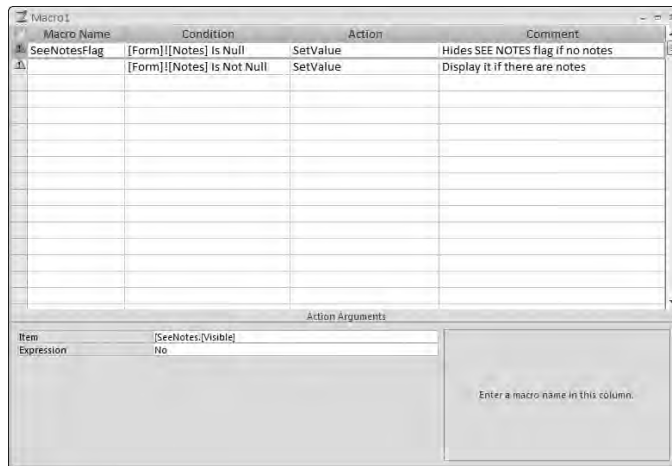 Macro1
Macro Name Condition Action Comment
SeeNotesFlag [Form]![Notes] Is Null SetValue Hides SEE NOTES flag if no notes
[Form]![Notes] Is Not Null SetValue Display it if there are notes
Action Arguments
Item [SeeNotes.[Visible]
Expression No
Enter a macro name in this column.